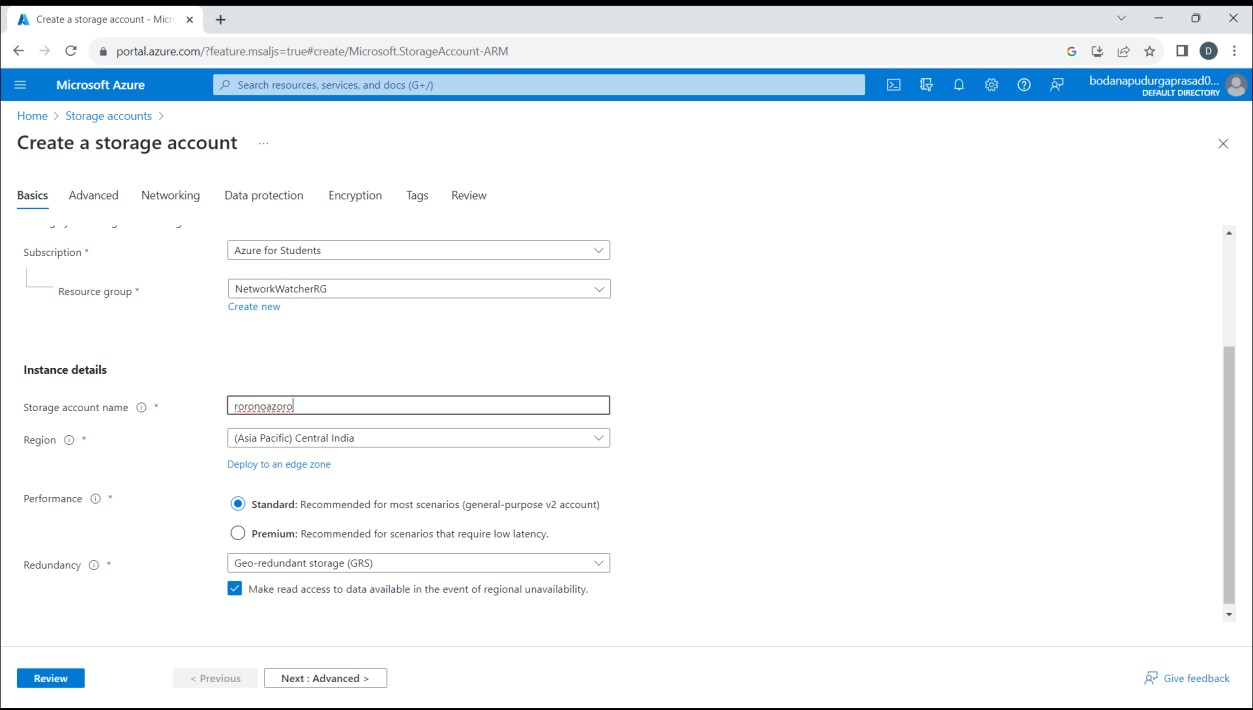 Create a storage account - Micr
portal.azure.com/?feature.msaljs=true#create/Microsoft.StorageAccount-ARM
D
Microsoft Azure
Search resources, services, and docs (G+/)
bodanapudurgaprasad0...
DEFAULT DIRECTORY
Home > Storage accounts >
Create a storage account ...
Basics Advanced Networking Data protection Encryption Tags Review
Subscription * Azure for Students
Resource group * NetworkWatcherRG
Create new
Instance details
Storage account name * roronoazoro
Region * (Asia Pacific) Central India
Deploy to an edge zone
Performance * Standard: Recommended for most scenarios (general-purpose v2 account)
Premium: Recommended for scenarios that require low latency.
Redundancy * Geo-redundant storage (GRS)
Make read access to data available in the event of regional unavailability.
Review < Previous Next : Advanced > Give feedback